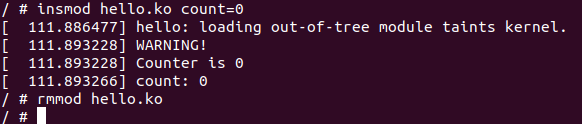 / # insmod hello.ko count=0
[  111.886477] hello: loading out-of-tree module taints kernel.
[  111.893228] WARNING!
[  111.893228] Counter is 0
[  111.893266] count: 0
/ # rmmod hello.ko
/ #